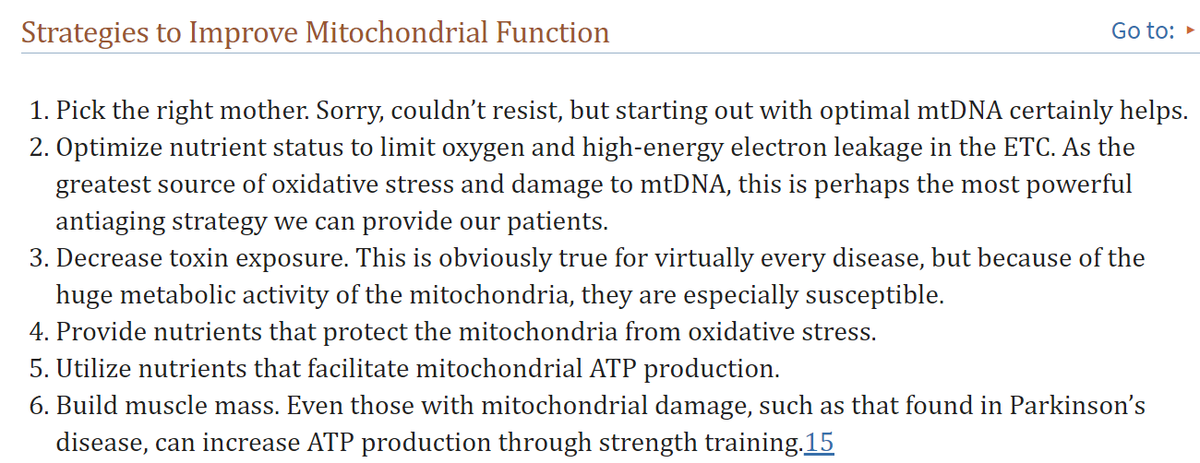 Strategies to Improve Mitochondrial Function
Go to: ▸
1. Pick the right mother. Sorry, couldn’t resist, but starting out with optimal mtDNA certainly helps.
2. Optimize nutrient status to limit oxygen and high-energy electron leakage in the ETC. As the
greatest source of oxidative stress and damage to mtDNA, this is perhaps the most powerful
antiaging strategy we can provide our patients.
3. Decrease toxin exposure. This is obviously true for virtually every disease, but because of the
huge metabolic activity of the mitochondria, they are especially susceptible.
4. Provide nutrients that protect the mitochondria from oxidative stress.
5. Utilize nutrients that facilitate mitochondrial ATP production.
6. Build muscle mass. Even those with mitochondrial damage, such as that found in Parkinson’s
disease, can increase ATP production through strength training.15